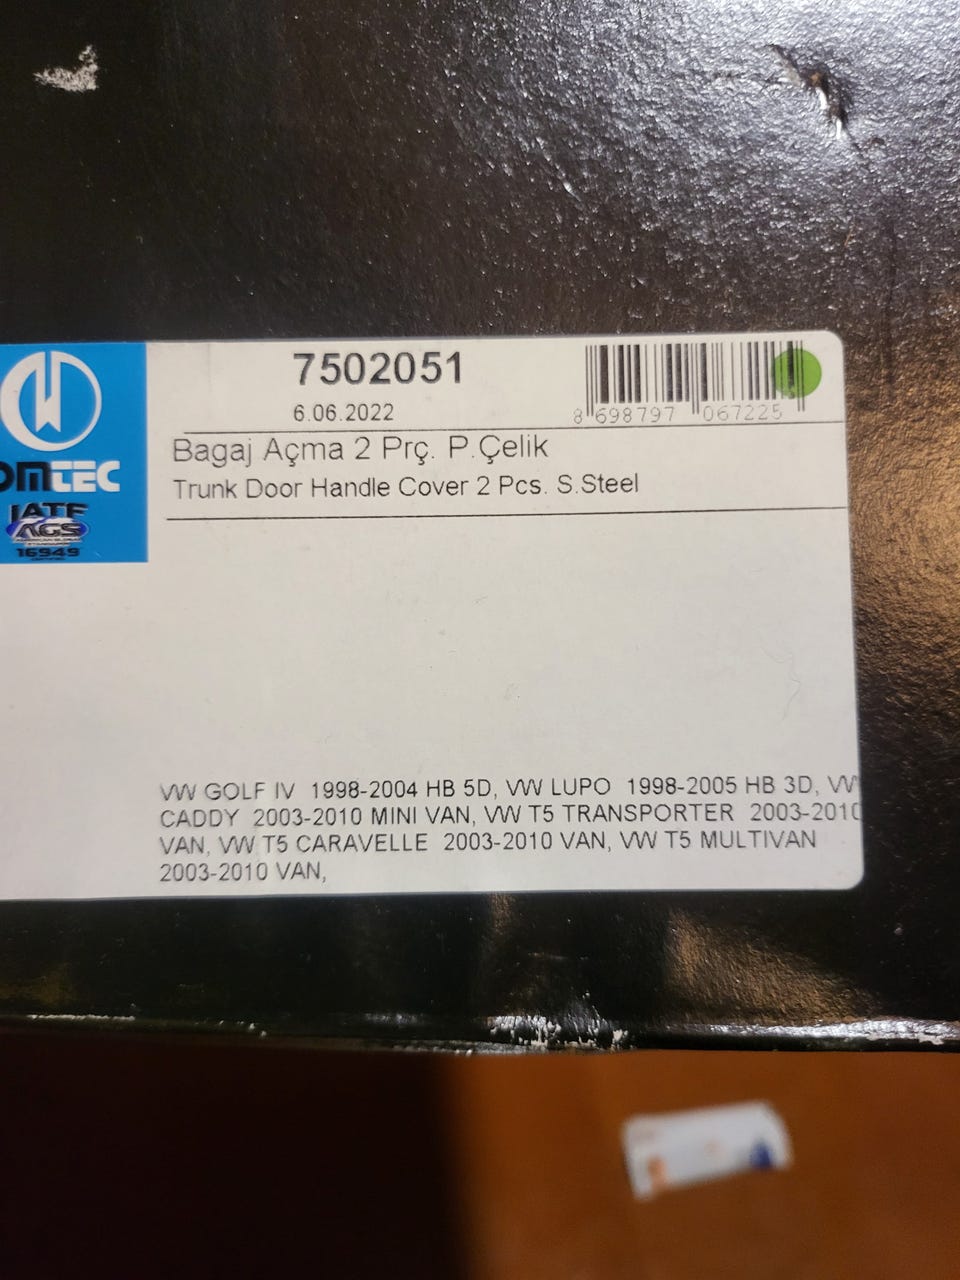 7502051
6.06.2022
8 698797 067225
Bagaj Açma 2 Prç. P.Çelik
Trunk Door Handle Cover 2 Pcs. S.Steel
OMTEC
IATF
AGS
16949
VW GOLF IV 1998-2004 HB 5D, VW LUPO 1998-2005 HB 3D, VW
CADDY 2003-2010 MINI VAN, VW T5 TRANSPORTER 2003-2010
VAN, VW T5 CARAVELLE 2003-2010 VAN, VW T5 MULTIVAN
2003-2010 VAN,